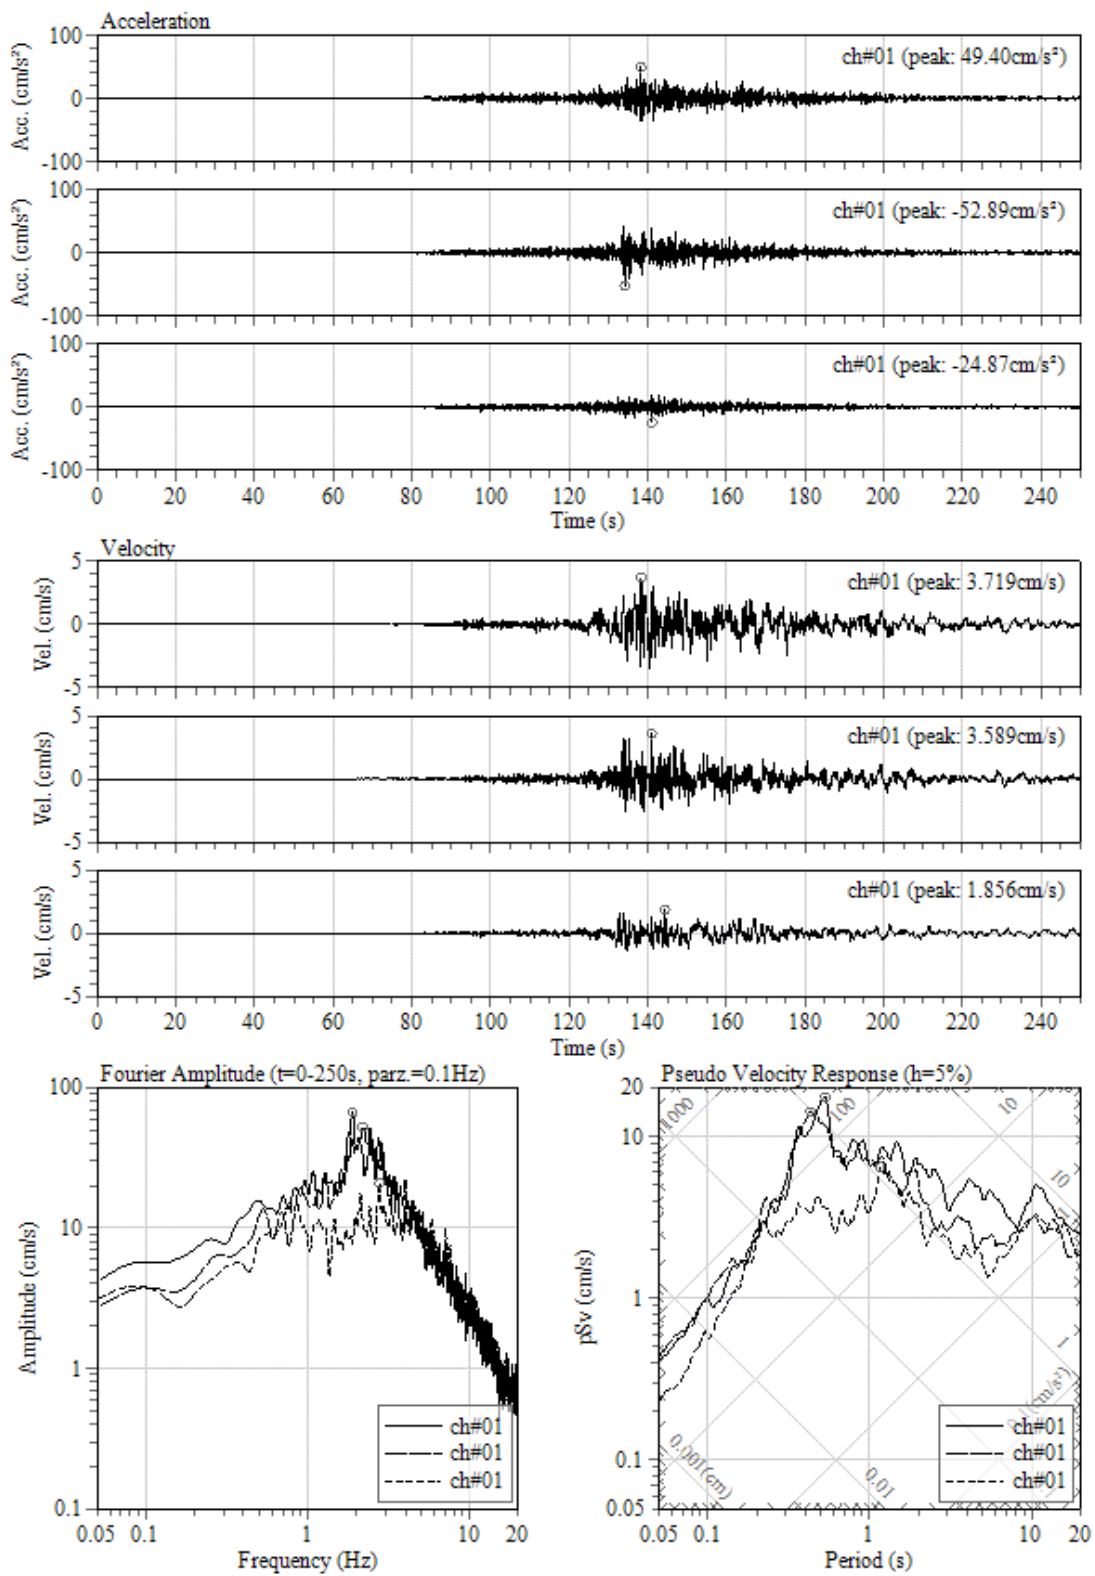 Acceleration
100
0
-100
Acc. (cm/s²)
ch#01 (peak: 49.40cm/s²)
100
0
-100
Acc. (cm/s²)
ch#01 (peak: -52.89cm/s²)
100
0
-100
Acc. (cm/s²)
ch#01 (peak: -24.87cm/s²)
0 20 40 60 80 100 120 140 160 180 200 220 240
Time (s)
Velocity
5
0
-5
Vel. (cm/s)
ch#01 (peak: 3.719cm/s)
5
0
-5
Vel. (cm/s)
ch#01 (peak: 3.589cm/s)
5
0
-5
Vel. (cm/s)
ch#01 (peak: 1.856cm/s)
0 20 40 60 80 100 120 140 160 180 200 220 240
Time (s)
Fourier Amplitude (t=0-250s, parz.=0.1Hz)
100
10
1
0.1
Amplitude (cm/s)
ch#01
ch#01
ch#01
0.05 0.1 1 10 20
Frequency (Hz)
Pseudo Velocity Response (h=5%)
20
10
1
0.1
0.05
pSv (cm/s)
1000
100
10
10
1
1
0.1(cm/s²)
0.001(cm)
0.01
ch#01
ch#01
ch#01
0.05 0.1 1 10 20
Period (s)